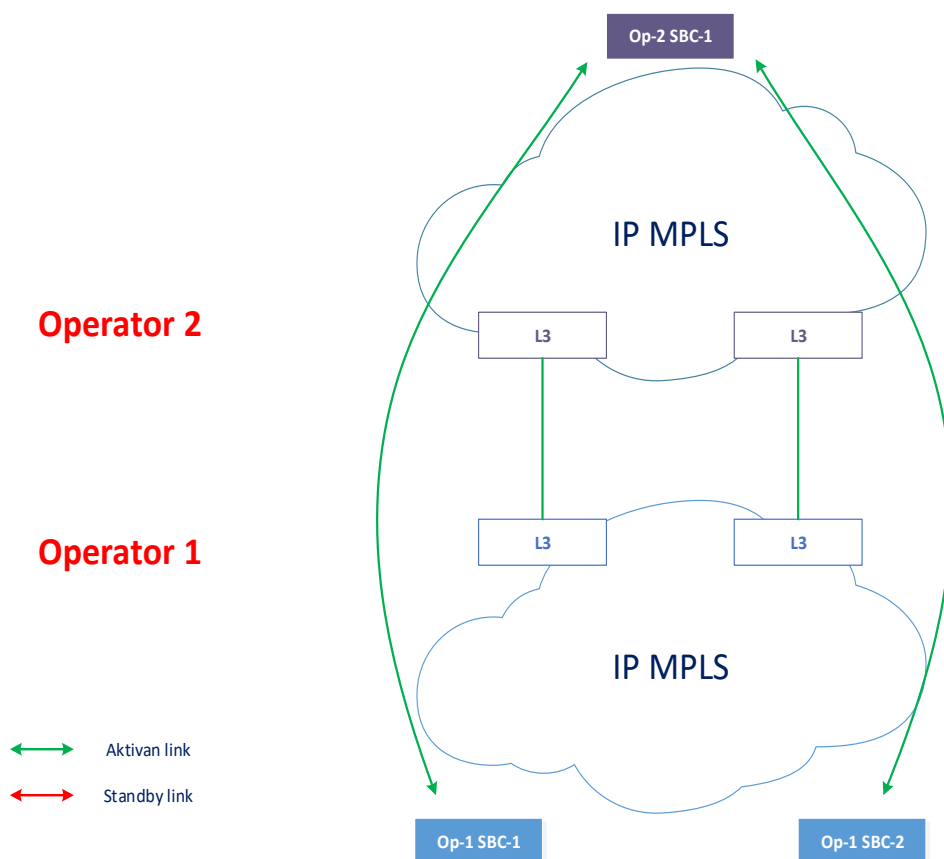 Op-2 SBC-1
IP MPLS
Operator 2
L3
L3
Operator 1
L3
L3
IP MPLS
Aktivan link
Standby link
Op-1 SBC-1
Op-1 SBC-2